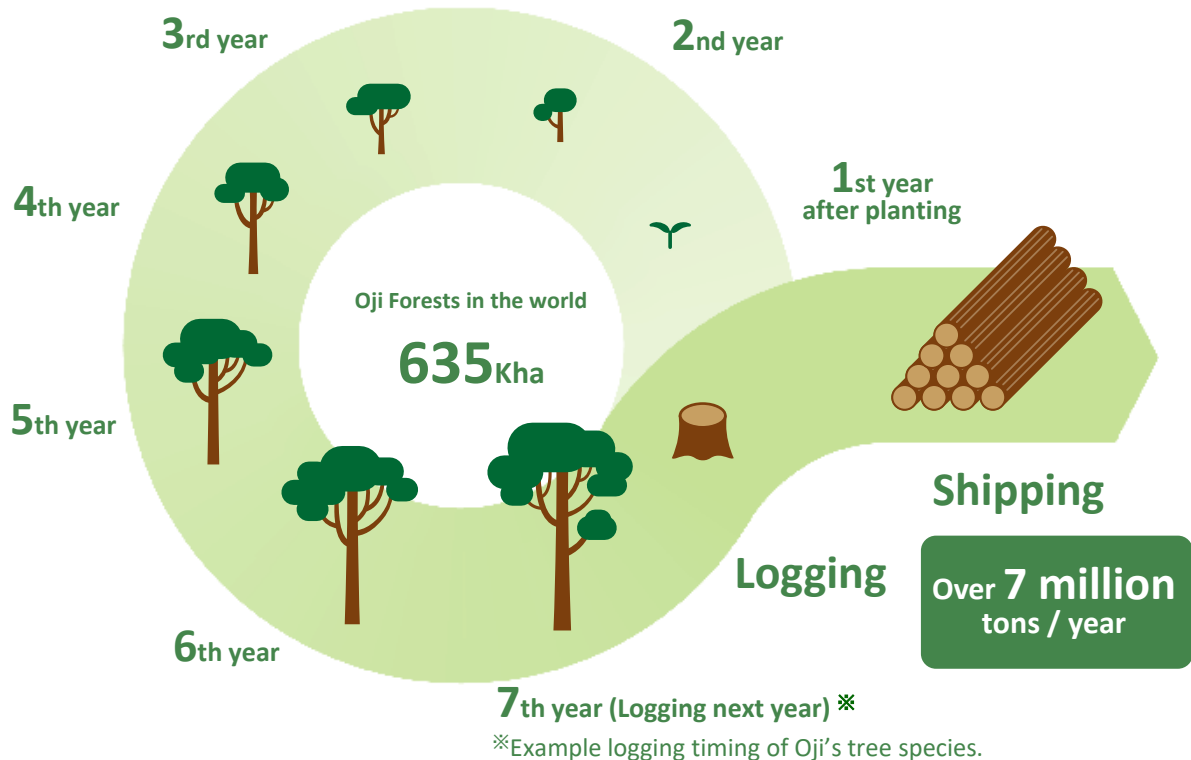 3rd year
2nd year
1st year
after planting
4th year
Oji Forests in the world
635Kha
5th year
Shipping
Logging
Over 7 million
tons / year
6th year
7th year (Logging next year) ※
※Example logging timing of Oji's tree species.